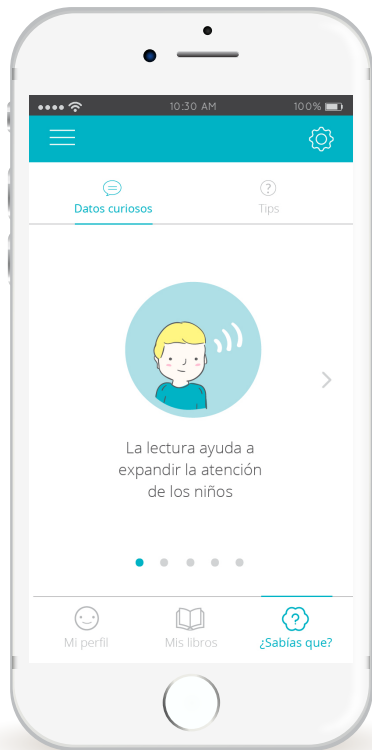 10:30 AM
100%
Datos curiosos
?
Tips
La lectura ayuda a
expandir la atención
de los niños
?
Mi perfil
Mis libros
¿Sabías que?